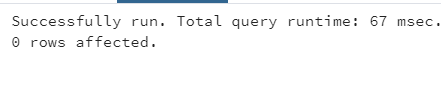 Successfully run. Total query runtime: 67 msec.
0 rows affected.